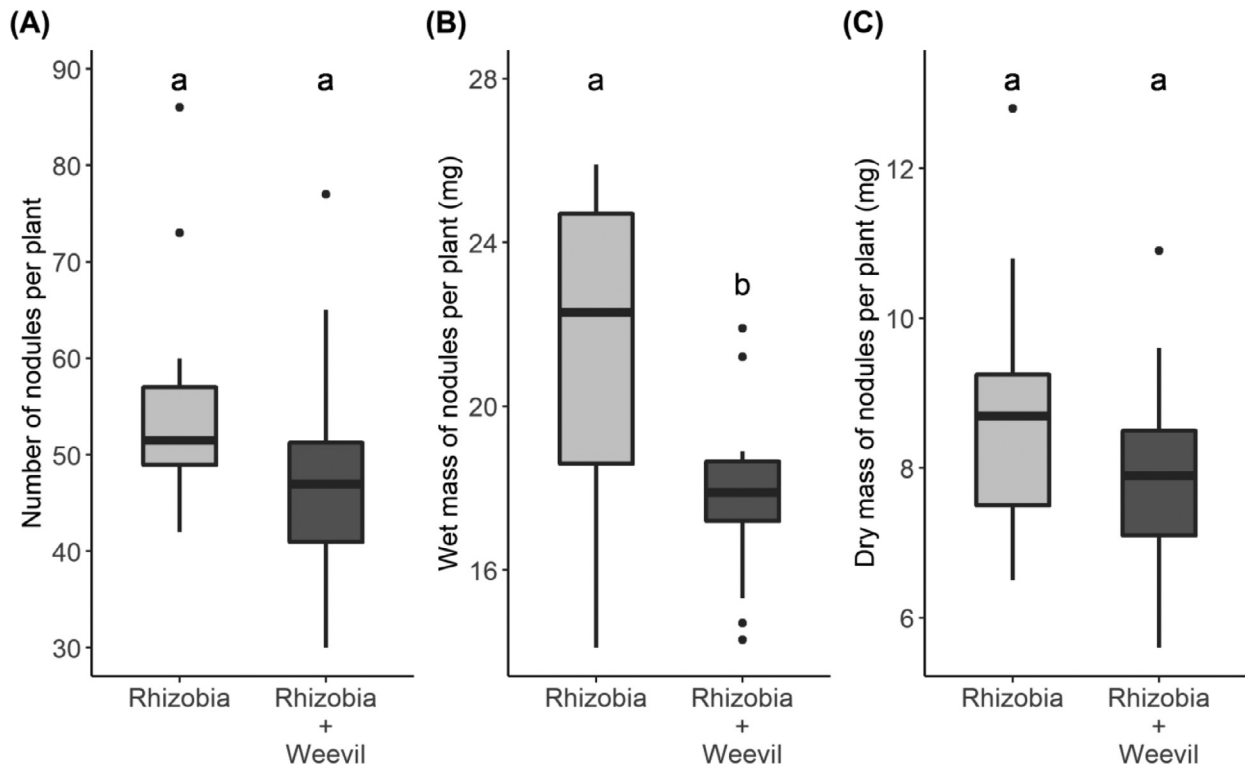 (A)
Number of nodules per plant
90
80
70
60
50
40
30
a
a
Rhizobia
Rhizobia
+
Weevil
(B)
Wet mass of nodules per plant (mg)
28
24
20
16
a
b
Rhizobia
Rhizobia
+
Weevil
(C)
Dry mass of nodules per plant (mg)
12
10
8
6
a
a
Rhizobia
Rhizobia
+
Weevil